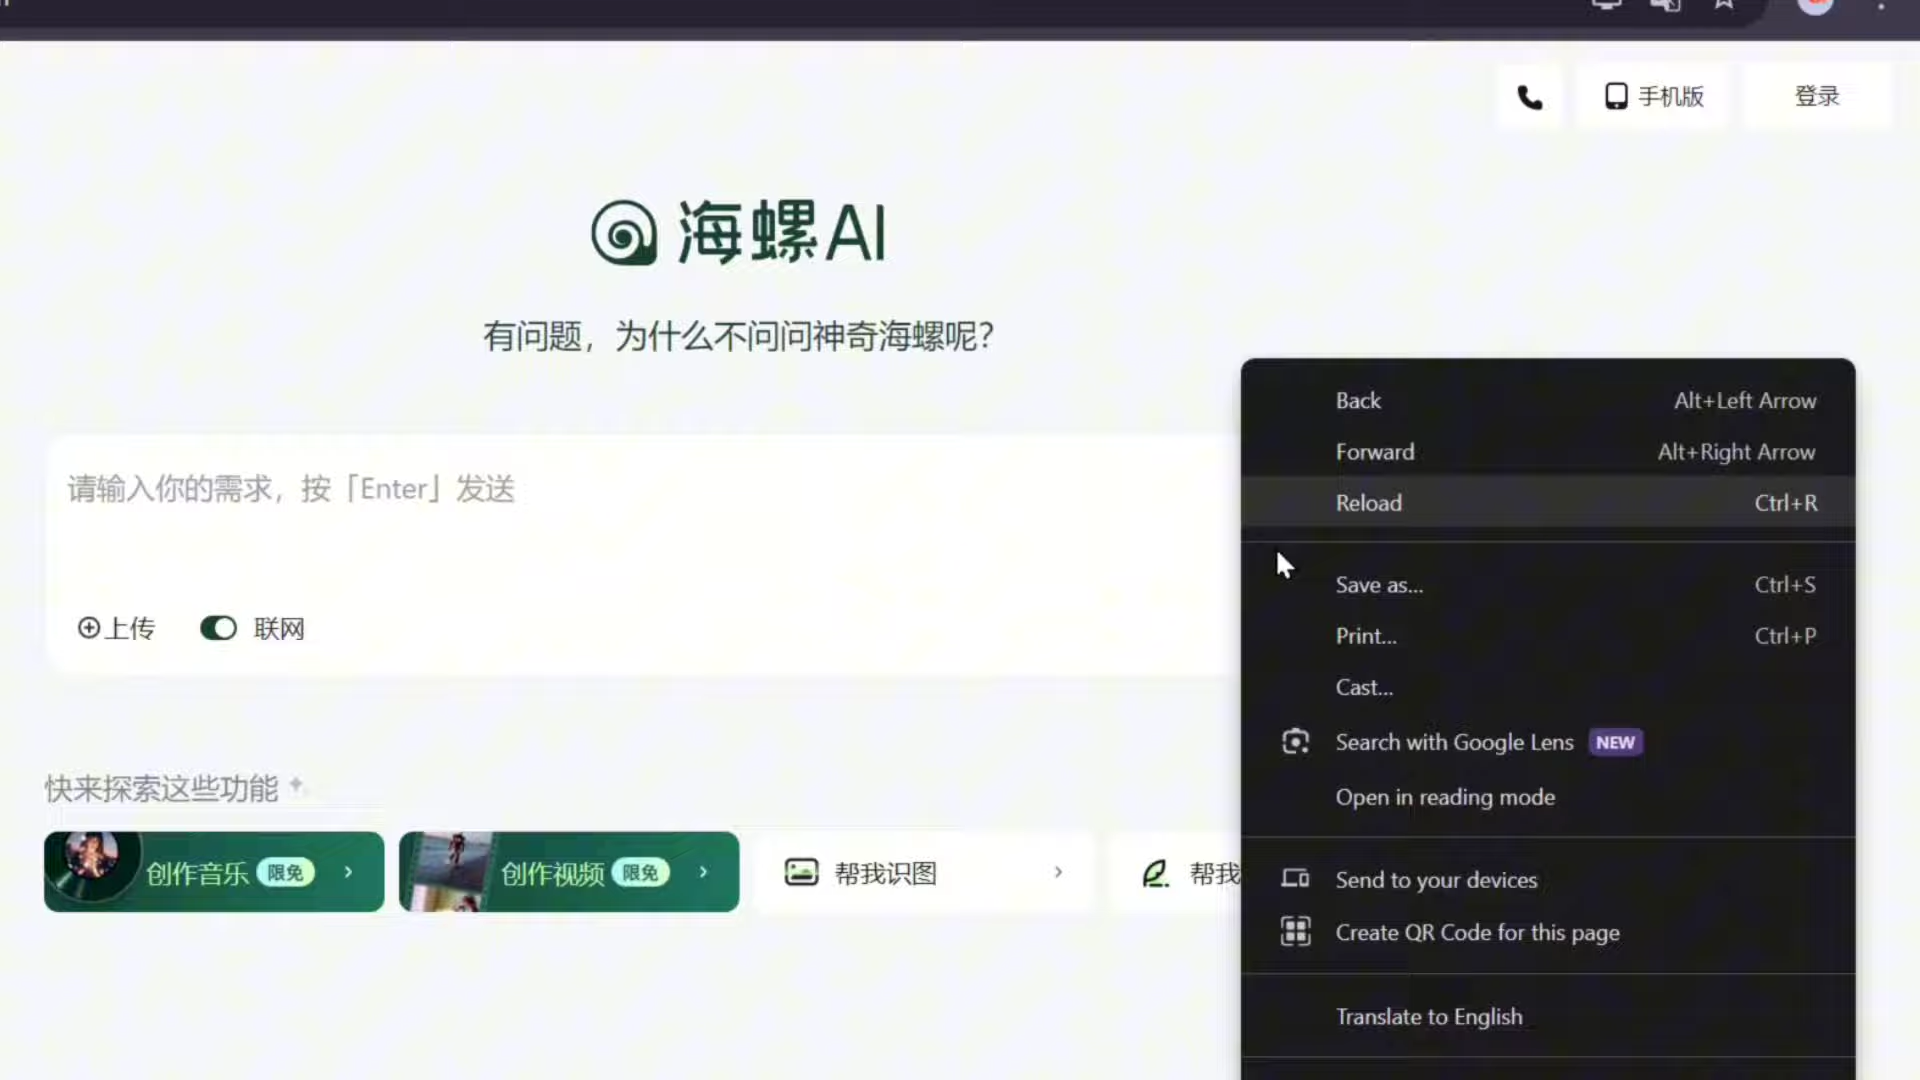 手机版
登录
海螺AI
有问题，为什么不问问神奇海螺呢？
请输入你的需求，按「Enter」发送
上传
联网
快来探索这些功能
创作音乐 限免
创作视频 限免
帮我识图
帮我
Back Alt+Left Arrow
Forward Alt+Right Arrow
Reload Ctrl+R
Save as... Ctrl+S
Print... Ctrl+P
Cast...
Search with Google Lens NEW
Open in reading mode
Send to your devices
Create QR Code for this page
Translate to English